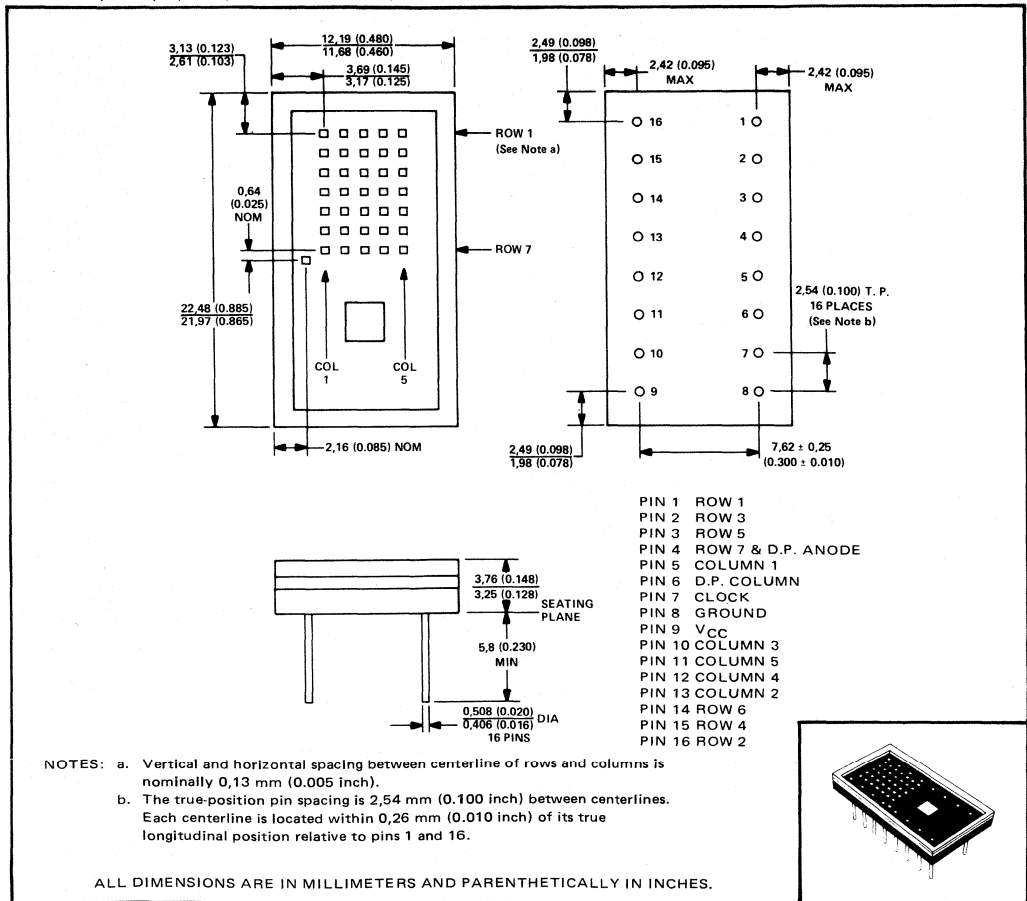 12,19 (0.480)
11,68 (0.460)
3,13 (0.123)
2,61 (0.103)
3,69 (0.145)
3,17 (0.125)
ROW 1
(See Note a)
0,64
(0.025)
NOM
ROW 7
22,48 (0.885)
21,97 (0.865)
COL
1
COL
5
2,16 (0.085) NOM
2,49 (0.098)
1,98 (0.078)
2,42 (0.095)
MAX
2,42 (0.095)
MAX
16 1
15 2
14 3
13 4
12 5
11 6
10 7
9 8
2,54 (0.100) T. P.
16 PLACES
(See Note b)
2,49 (0.098)
1,98 (0.078)
7,62 ± 0,25
(0.300 ± 0.010)
PIN 1 ROW 1
PIN 2 ROW 3
PIN 3 ROW 5
PIN 4 ROW 7 & D.P. ANODE
PIN 5 COLUMN 1
PIN 6 D.P. COLUMN
PIN 7 CLOCK
PIN 8 GROUND
PIN 9 VCC
PIN 10 COLUMN 3
PIN 11 COLUMN 5
PIN 12 COLUMN 4
PIN 13 COLUMN 2
PIN 14 ROW 6
PIN 15 ROW 4
PIN 16 ROW 2
3,76 (0.148)
3,25 (0.128)
SEATING
PLANE
5,8 (0.230)
MIN
0,508 (0.020)
0,406 (0.016) DIA
16 PINS
NOTES: a. Vertical and horizontal spacing between centerline of rows and columns is
nominally 0,13 mm (0.005 inch).
b. The true-position pin spacing is 2,54 mm (0.100 inch) between centerlines.
Each centerline is located within 0,26 mm (0.010 inch) of its true
longitudinal position relative to pins 1 and 16.
ALL DIMENSIONS ARE IN MILLIMETERS AND PARENTHETICALLY IN INCHES.